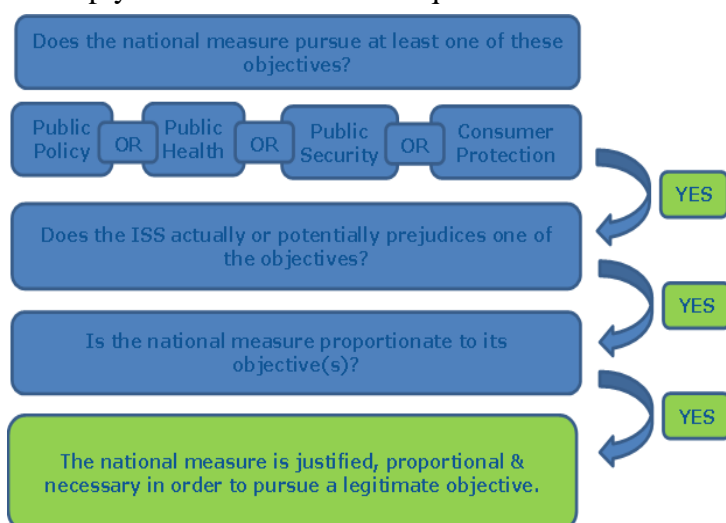 Does the national measure pursue at least one of these
objectives?
Public
Policy
OR
Public
Health
OR
Public
Security
OR
Consumer
Protection
YES
Does the ISS actually or potentially prejudices one of
the objectives?
YES
Is the national measure proportionate to its
objective(s)?
YES
The national measure is justified, proportional &
necessary in order to pursue a legitimate objective.